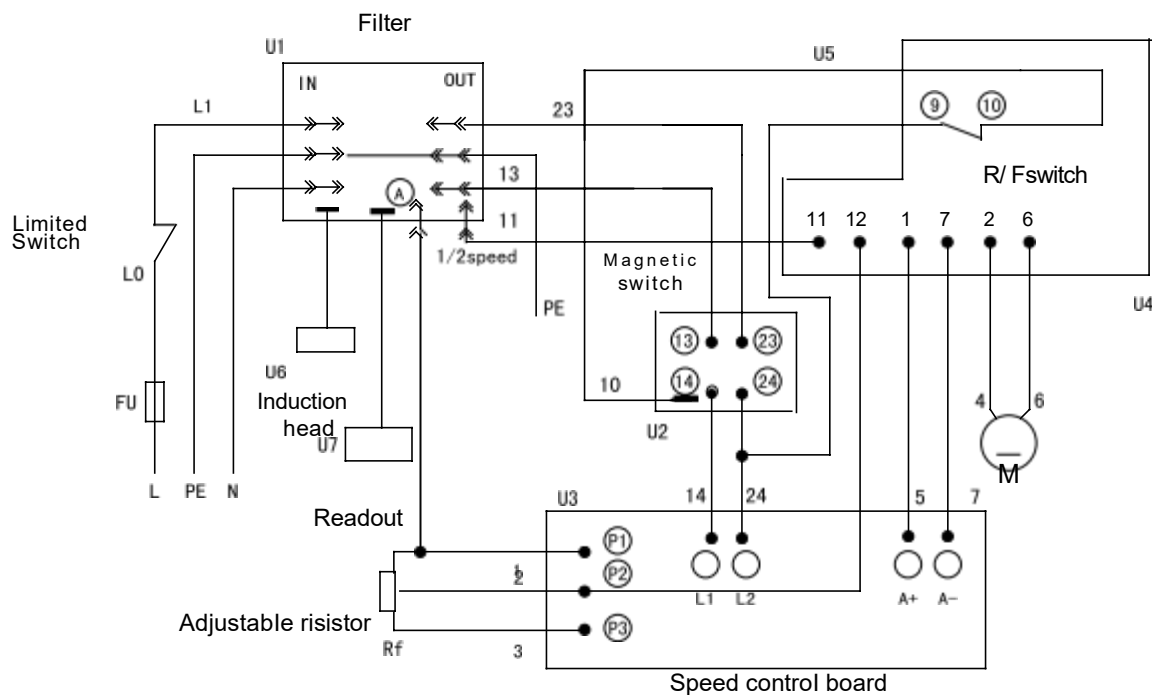 Filter
U1
IN
OUT
U5
L1
23
9
10
A
13
R/ Fswitch
Limited
Switch
11
11
12
1
7
2
6
1/2speed
Magnetic
switch
L0
PE
U4
13
23
U6
14
24
10
FU
Induction
head
U7
U2
4
6
M
L
PE
N
14
24
5
7
U3
Readout
P1
1
2
P2
L1
L2
A+
A-
Adjustable risistor
P3
Rf
3
Speed control board